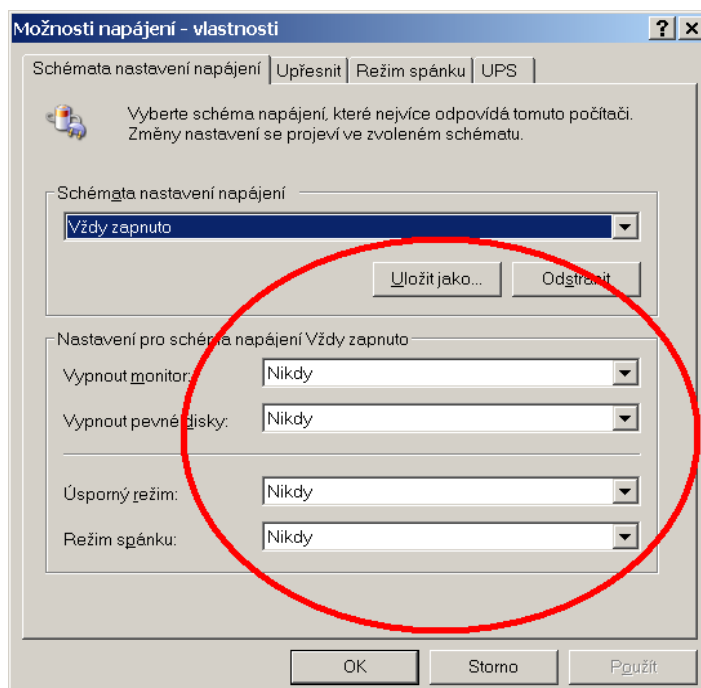 Možnosti napájení - vlastnosti
Schémata nastavení napájení Upřesnit Režim spánku UPS
Vyberte schéma napájení, které nejvíce odpovídá tomuto počítači.
Změny nastavení se projeví ve zvoleném schématu.
Schémata nastavení napájení
Vždy zapnuto
Uložit jako... Odstranit
Nastavení pro schéma napájení Vždy zapnuto
Vypnout monitor: Nikdy
Vypnout pevné disky: Nikdy
Úsporný režim: Nikdy
Režim spánku: Nikdy
OK Storno Použít